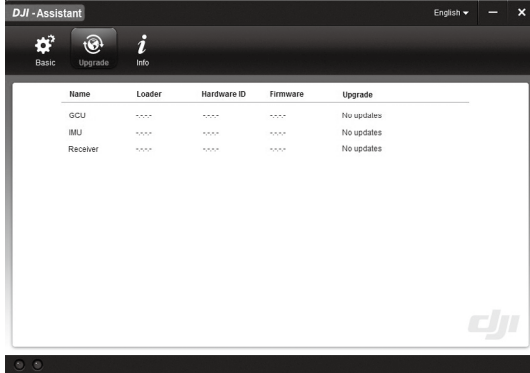 DJI - Assistant
English
Basic
Upgrade
Info
Name Loader Hardware ID Firmware Upgrade
GCU -.-.-.- -.-.-.- -.-.-.- No updates
IMU -.-.-.- -.-.-.- -.-.-.- No updates
Receiver -.-.-.- -.-.-.- -.-.-.- No updates
dji